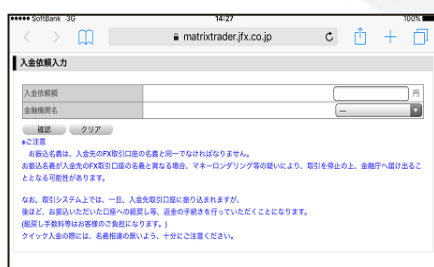 SoftBank 3G 14:27 100%
matrixtrader.jfx.co.jp
入金依頼入力
入金依頼額 円
金融機関名 ---
確認 クリア
※ご注意
お振込名義は、入金先のFX取引口座の名義と同一でなければなりません。
お振込名義が入金先のFX取引口座の名義と異なる場合、マネーロンダリング等の疑いにより、取引を停止の上、金融庁へ届け出るこ
ととなる可能性があります。
なお、取引システム上では、一旦、入金先取引口座に振り込まれますが、
後ほど、お振込いただいた口座への組戻し等、返金の手続きを行っていただくことになります。
(組戻し手数料等はお客様のご負担になります。)
クイック入金の際には、名義相違の無いよう、十分にご注意ください。